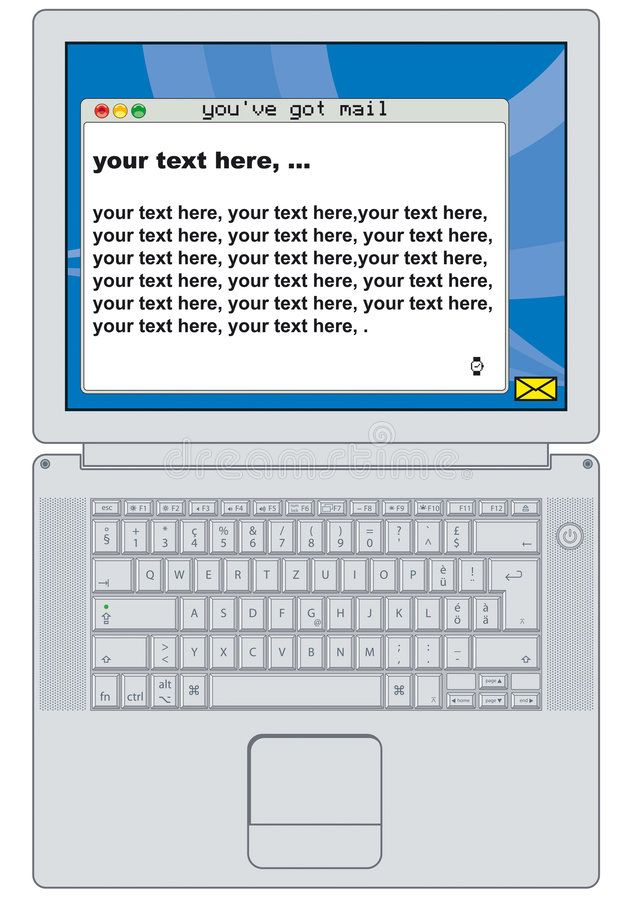 you've got mail
your text here, ...
your text here, your text here,your text here,
your text here, your text here, your text here,
your text here, your text here,your text here,
your text here, your text here, your text here,
your text here, your text here, your text here,
your text here, your text here, .
dreamstime.com
esc F1 F2 F3 F4 F5 F6 F7 F8 F9 F10 F11 F12
° + * ç % & / ( ) = ? ` £
§ 1 3 4 5 6 7 8 9 0 ' ^ $
Q W E R T Z U I O P è !
ü ..
A S D F G H J K L é à
@ ö ä
> Y X C V B N M ; : _
< , . -
fn ctrl alt ⌥ ⌘ ⌘
page ▲
◀ home page ▼ end ▶